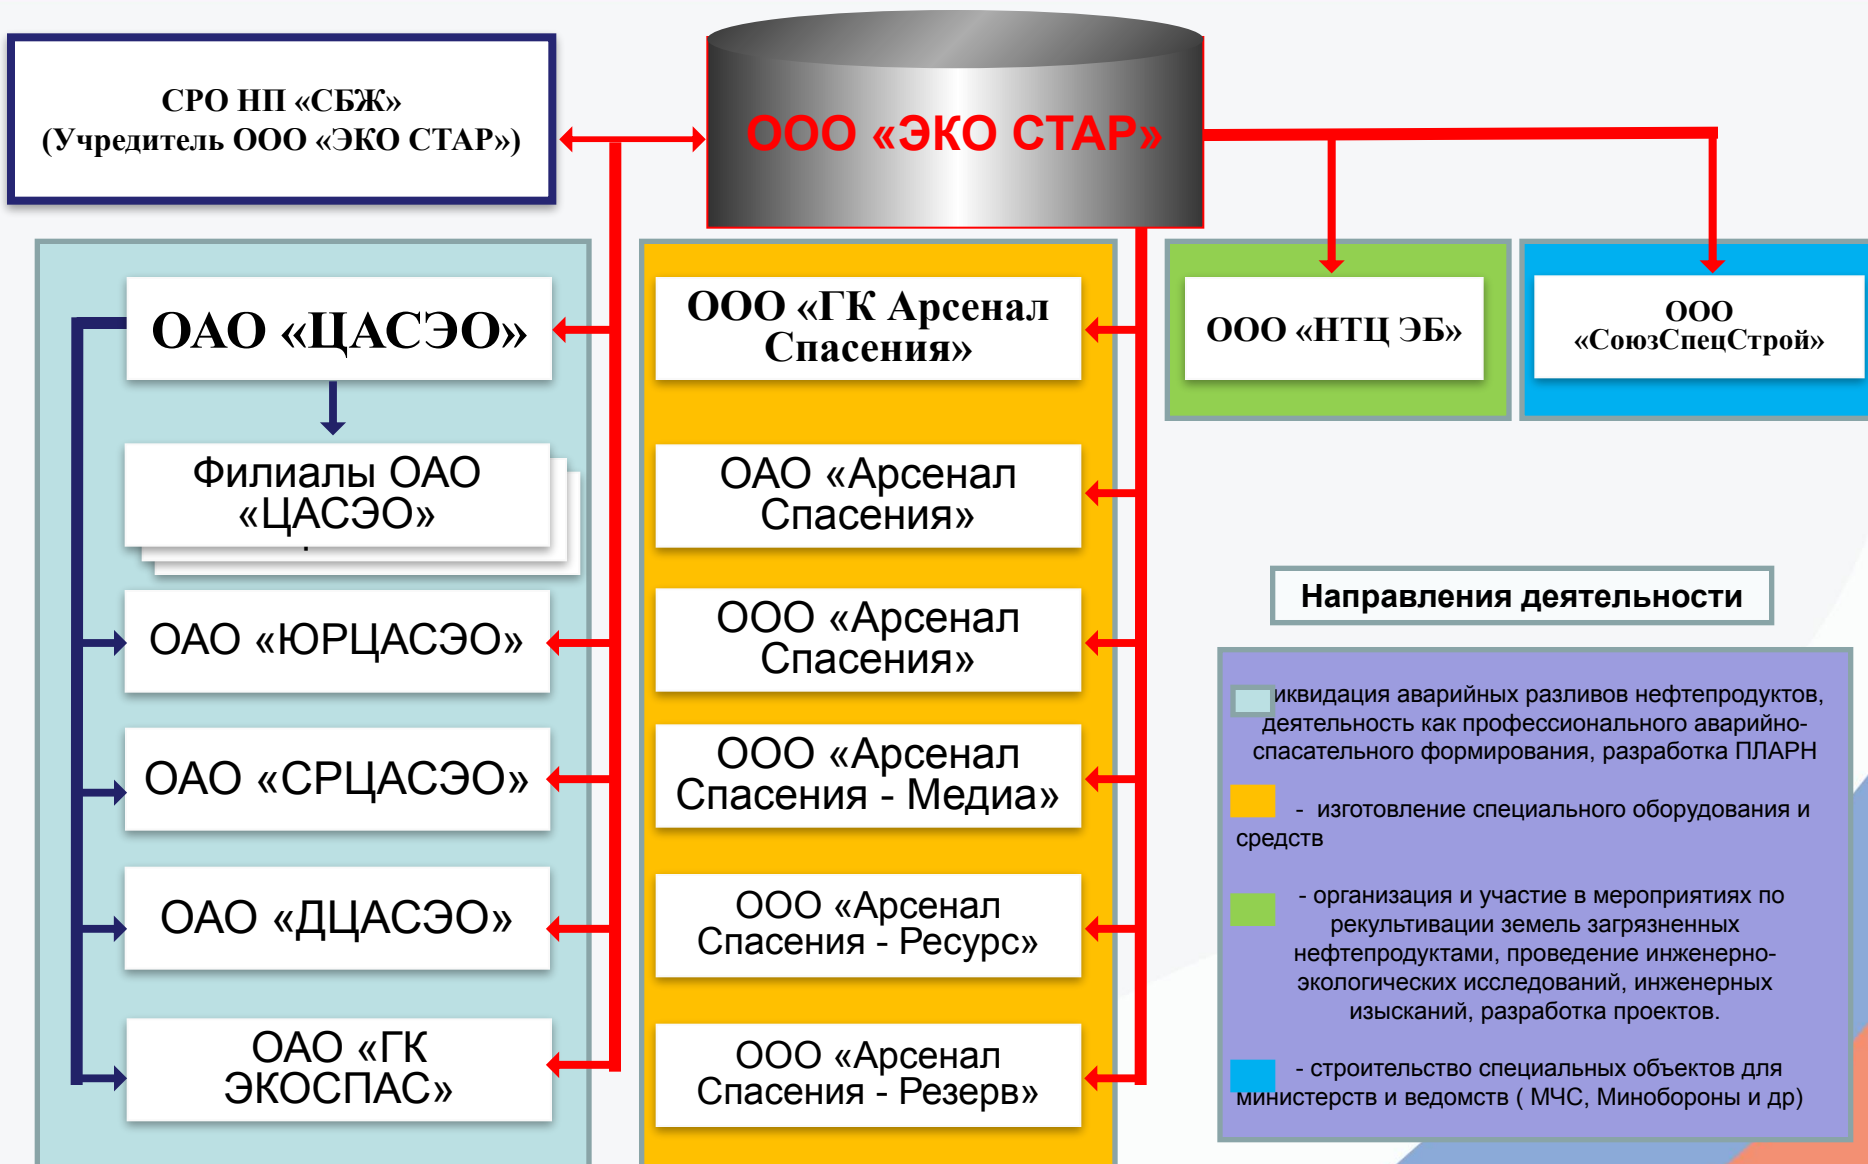 СРО НП «СБЖ»
(Учредитель ООО «ЭКО СТАР»)
ООО «ЭКО СТАР»
ОАО «ЦАСЭО»
Филиалы ОАО
«ЦАСЭО»
ОАО «ЮРЦАСЭО»
ОАО «СРЦАСЭО»
ОАО «ДЦАСЭО»
ОАО «ГК
ЭКОСПАС»
ООО «ГК Арсенал
Спасения»
ОАО «Арсенал
Спасения»
ООО «Арсенал
Спасения»
ООО «Арсенал
Спасения - Медиа»
ООО «Арсенал
Спасения - Ресурс»
ООО «Арсенал
Спасения - Резерв»
ООО «НТЦ ЭБ»
ООО
«СоюзСпецСтрой»
Направления деятельности
иквидация аварийных разливов нефтепродуктов,
деятельность как профессионального аварийно-
спасательного формирования, разработка ПЛАРН
- изготовление специального оборудования и
средств
- организация и участие в мероприятиях по
рекультивации земель загрязненных
нефтепродуктами, проведение инженерно-
экологических исследований, инженерных
изысканий, разработка проектов.
- строительство специальных объектов для
министерств и ведомств ( МЧС, Минобороны и др)